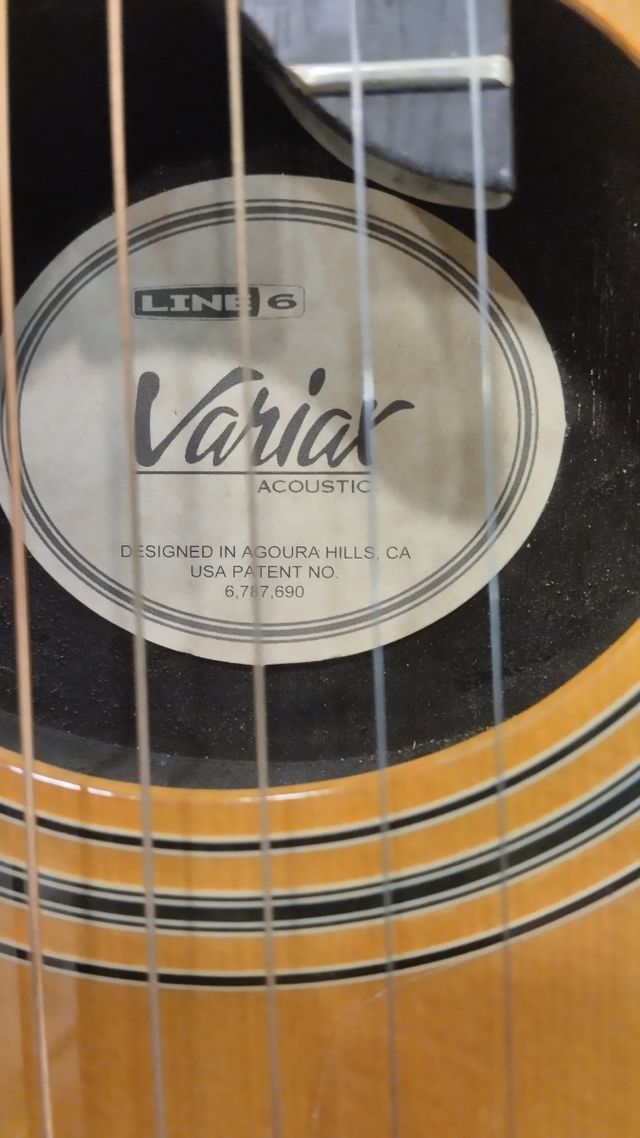 LINE 6
Variax
ACOUSTIC
DESIGNED IN AGOURA HILLS, CA
USA PATENT NO.
6,787,690